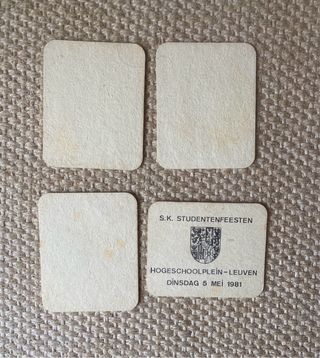 S.K. STUDENTENFEESTEN
HOGESCHOOLPLEIN-LEUVEN
DINSDAG 5 MEI 1981